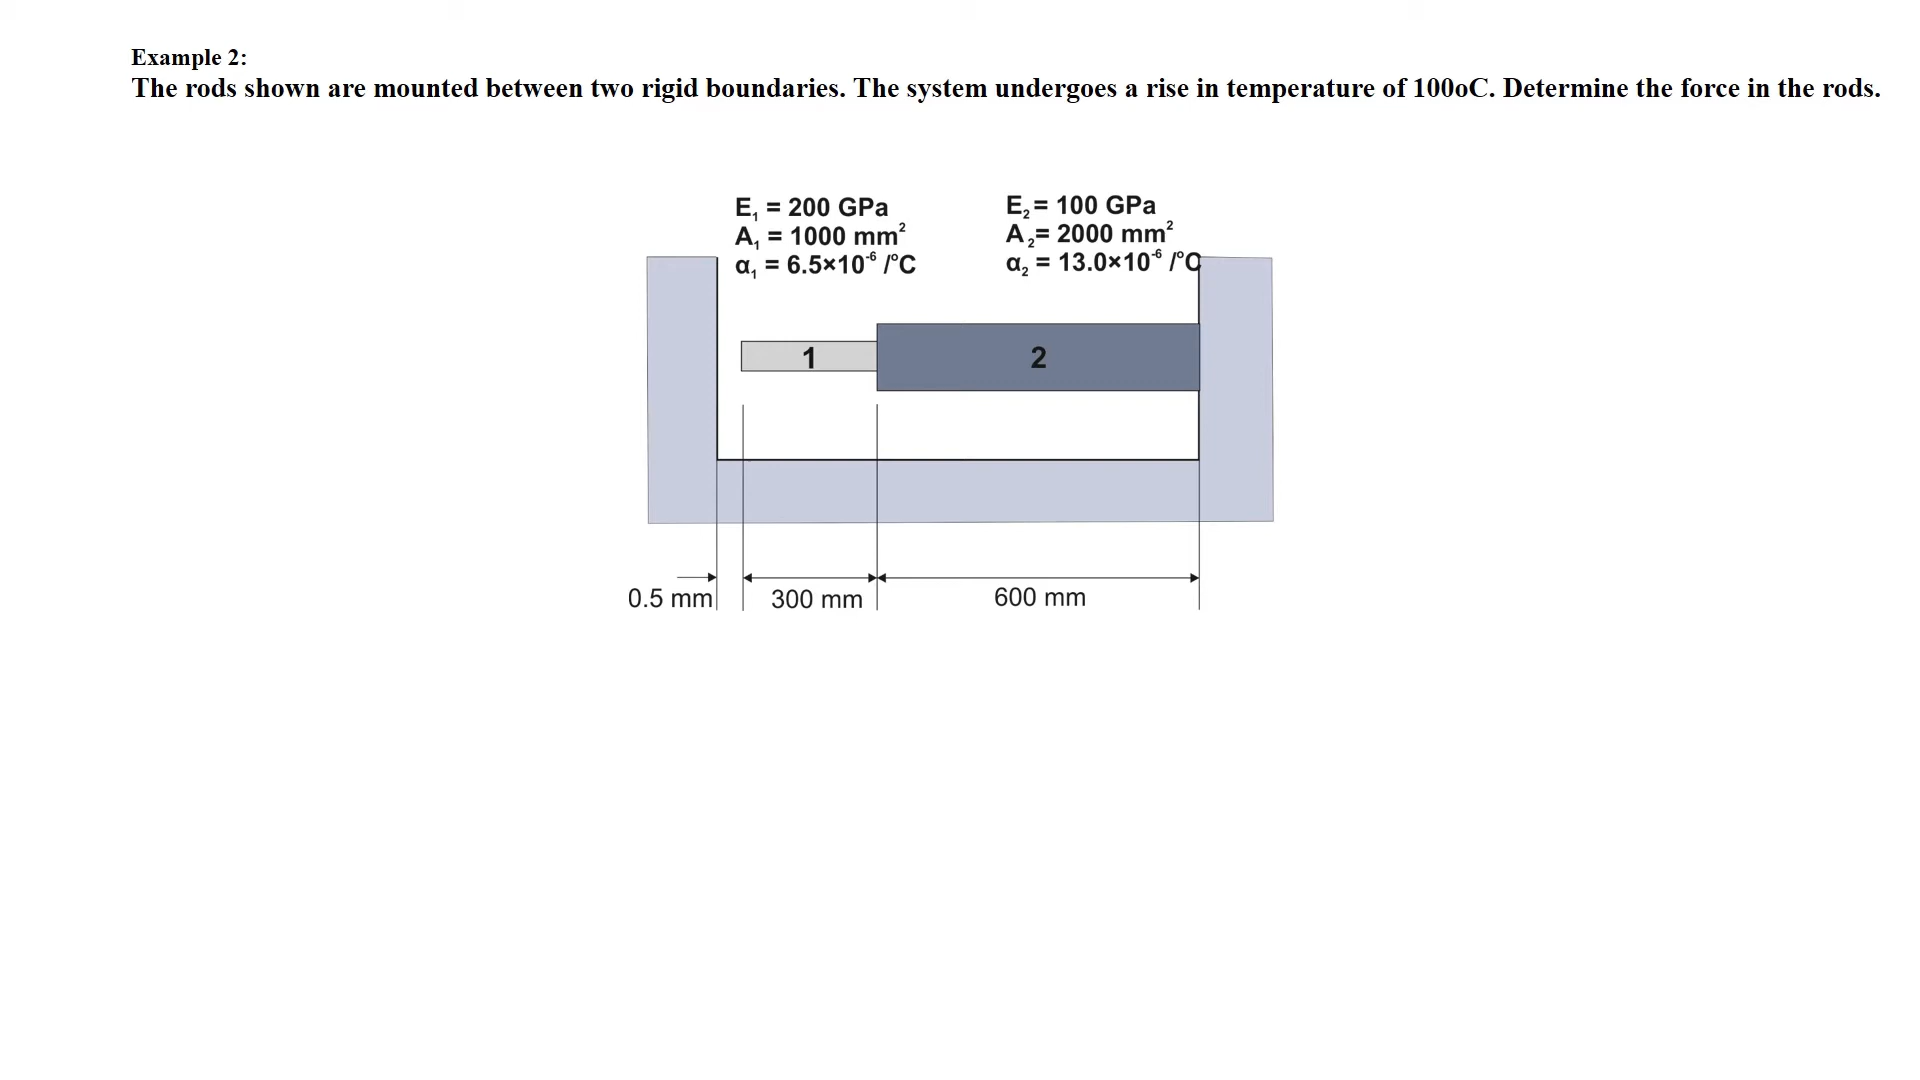 Example 2:
The rods shown are mounted between two rigid boundaries. The system undergoes a rise in temperature of 100oC. Determine the force in the rods.
E₁ = 200 GPa
A₁ = 1000 mm²
α₁ = 6.5×10⁻⁶ /°C
E₂= 100 GPa
A₂= 2000 mm²
α₂ = 13.0×10⁻⁶ /°C
1
2
0.5 mm
300 mm
600 mm